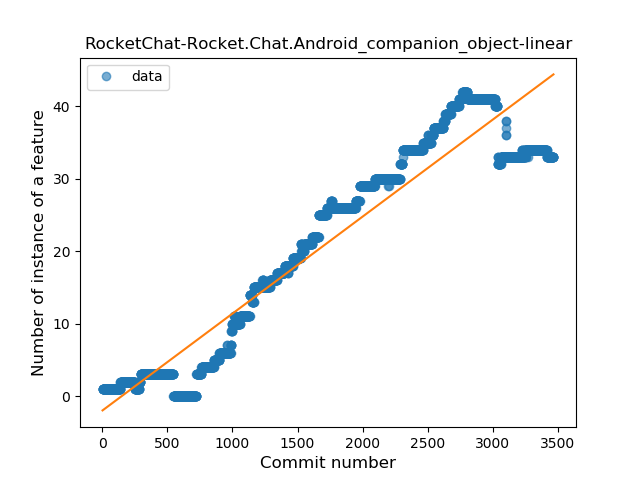 RocketChat-Rocket.Chat.Android_companion_object-linear
data
Number of instance of a feature
40
30
20
10
0
0 500 1000 1500 2000 2500 3000 3500
Commit number